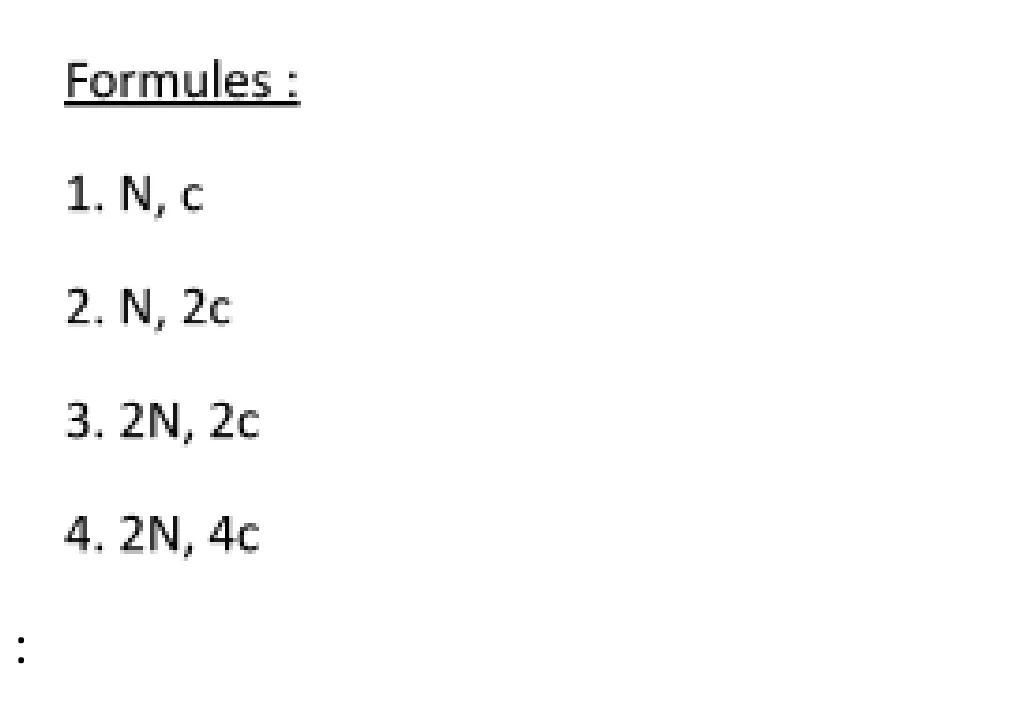 Formules :
1. N, c
2. N, 2c
3. 2N, 2c
4. 2N, 4c
: